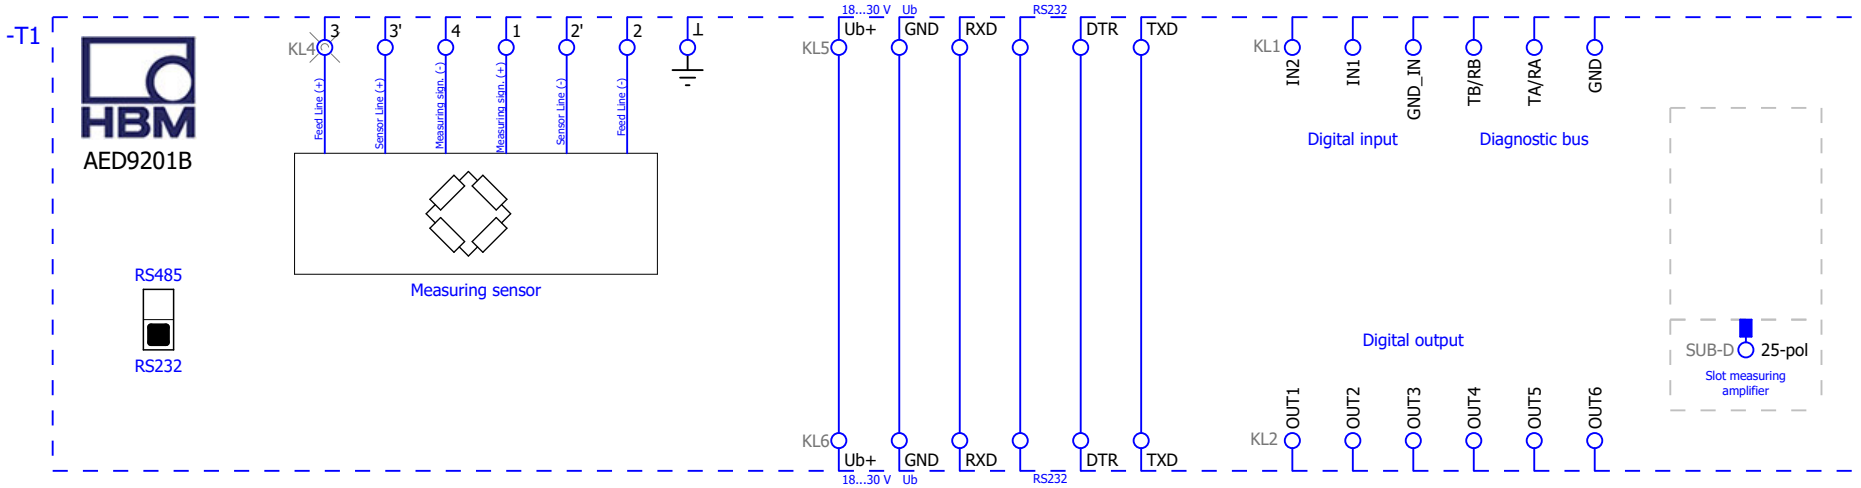 18...30 V Ub RS232
-T1
KL4 3 3' 4 1 2' 2 ⊥
KL5 Ub+ GND RXD DTR TXD
KL1 IN2 IN1 GND_IN TB/RB TA/RA GND
Feed Line (+) Sensor Line (+) Measuring sign. (-) Measuring sign. (+) Sensor Line (-) Feed Line (-)
HBM
AED9201B
Digital input Diagnostic bus
RS485
Measuring sensor
RS232
Digital output
SUB-D 25-pol
Slot measuring
amplifier
KL6 Ub+ GND RXD DTR TXD
KL2 OUT1 OUT2 OUT3 OUT4 OUT5 OUT6
18...30 V Ub RS232